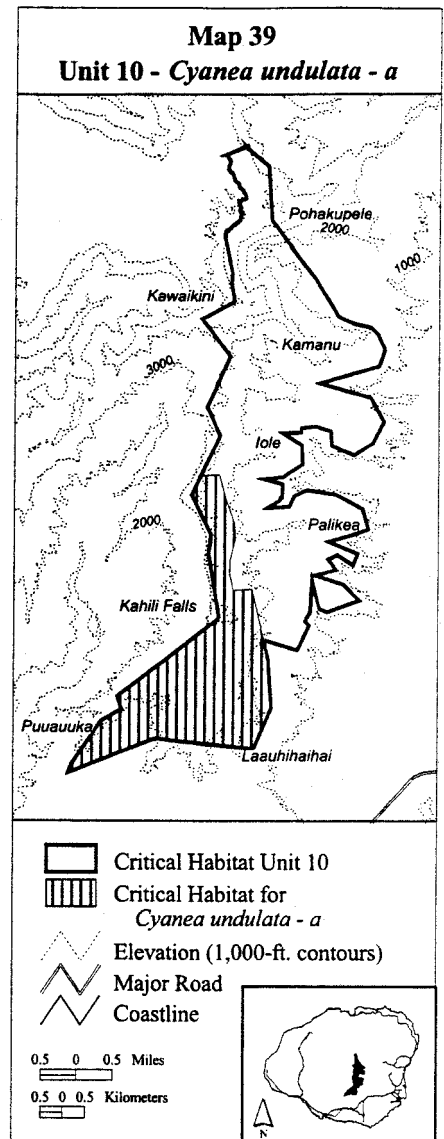 Map 39
Unit 10 - Cyanea undulata - a
Pohakupele
2000
1000
Kawaikini
Kamanu
3000
Iole
2000
Palikea
Kahili Falls
Puuauuka
Laauhihaihai
Critical Habitat Unit 10
Critical Habitat for
Cyanea undulata - a
Elevation (1,000-ft. contours)
Major Road
Coastline
0.5 0 0.5 Miles
0.5 0 0.5 Kilometers
N